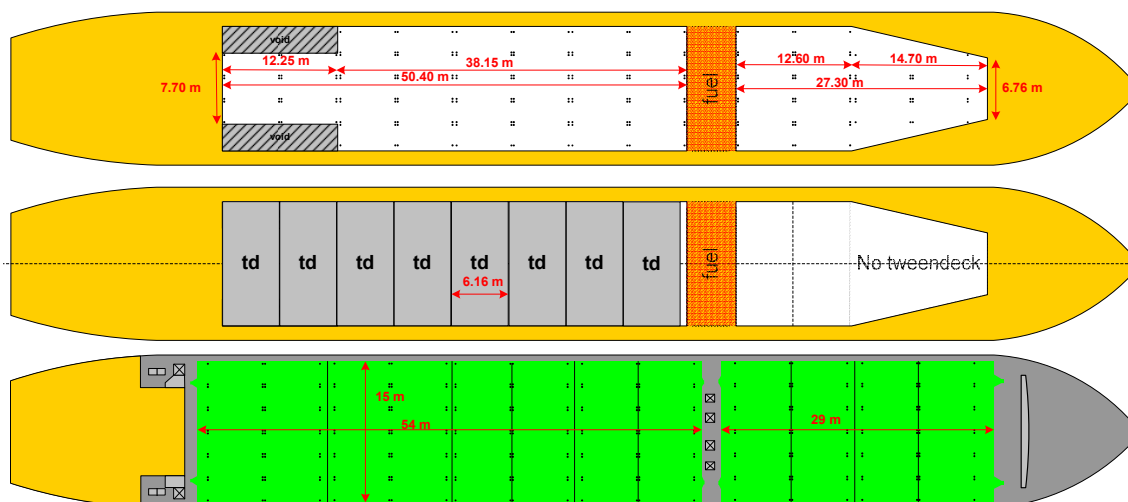 void
12.25 m
38.15 m
12.60 m
14.70 m
50.40 m
27.30 m
7.70 m
fuel
6.76 m
void
td
td
td
td
td
td
td
td
fuel
No tweendeck
6.16 m
15 m
54 m
29 m